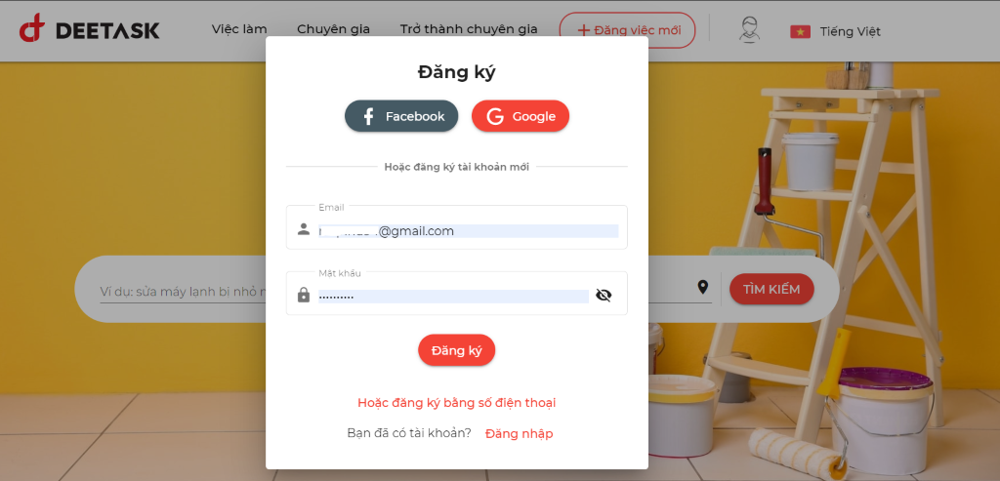 DEETASK
Việc làm
Chuyên gia
Trở thành chuyên gia
+ Đăng việc mới
Tiếng Việt
Đăng ký
Facebook
Google
Hoặc đăng ký tài khoản mới
Email
@gmail.com
Mật khẩu
Ví dụ: sửa máy lạnh bị nhỏ
TÌM KIẾM
Đăng ký
Hoặc đăng ký bằng số điện thoại
Bạn đã có tài khoản? Đăng nhập